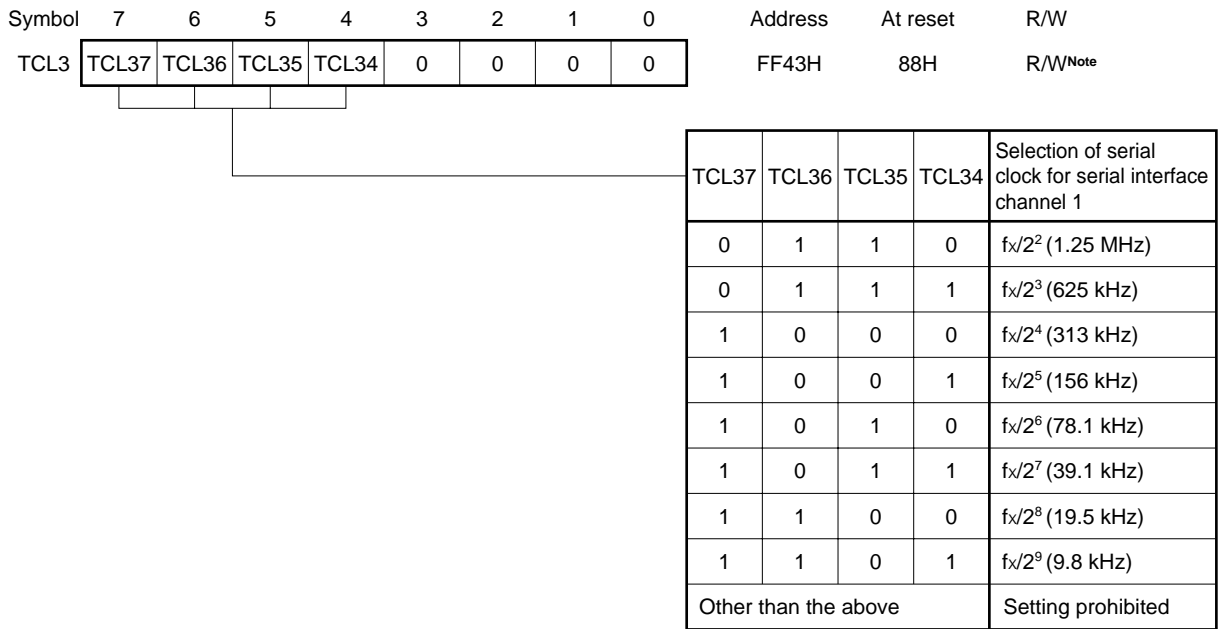 Symbol 7 6 5 4 3 2 1 0 Address At reset R/W
TCL3 TCL37 TCL36 TCL35 TCL34 0 0 0 0 FF43H 88H R/WNote
TCL37 TCL36 TCL35 TCL34 Selection of serial
clock for serial interface
channel 1
0 1 1 0 fx/2² (1.25 MHz)
0 1 1 1 fx/2³ (625 kHz)
1 0 0 0 fx/2⁴ (313 kHz)
1 0 0 1 fx/2⁵ (156 kHz)
1 0 1 0 fx/2⁶ (78.1 kHz)
1 0 1 1 fx/2⁷ (39.1 kHz)
1 1 0 0 fx/2⁸ (19.5 kHz)
1 1 0 1 fx/2⁹ (9.8 kHz)
Other than the above Setting prohibited